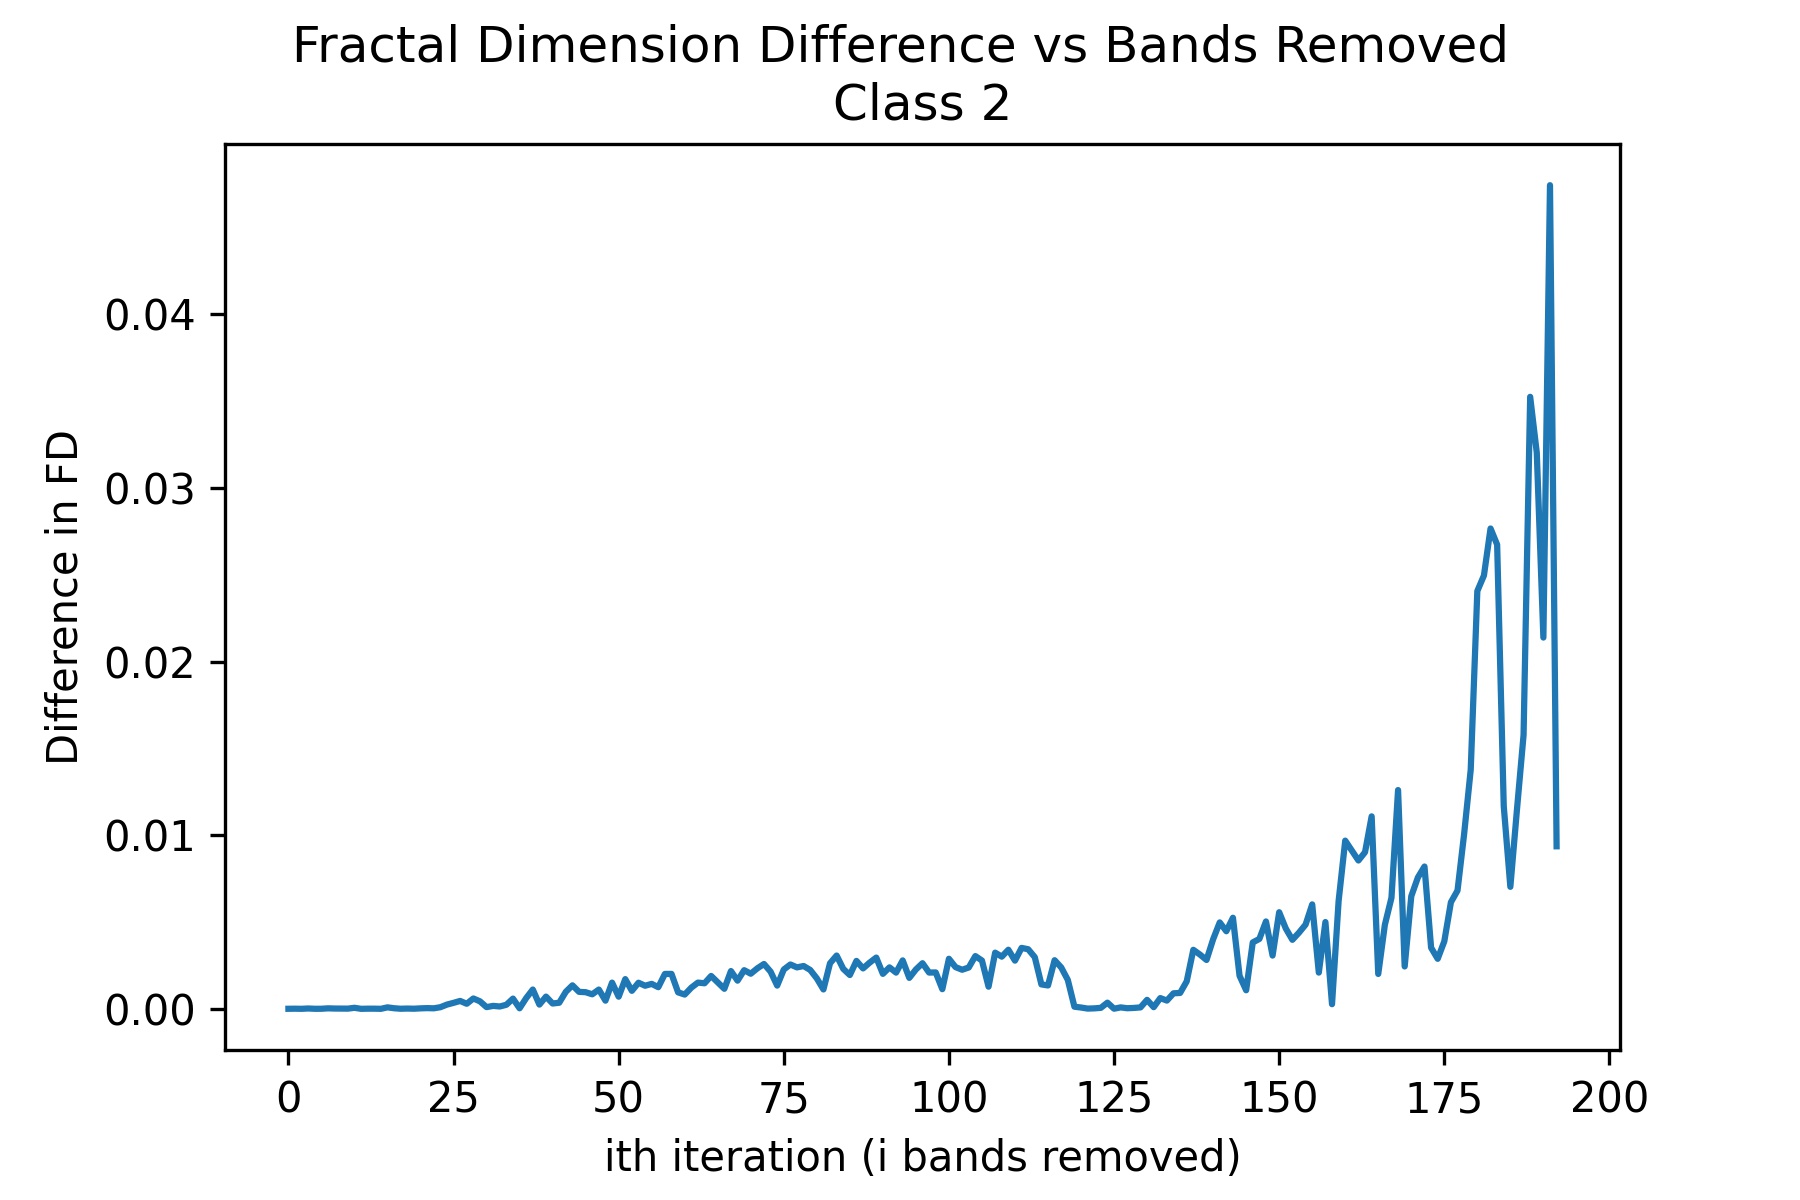 Fractal Dimension Difference vs Bands Removed
Class 2
Difference in FD
0.04
0.03
0.02
0.01
0.00
0 25 50 75 100 125 150 175 200
ith iteration (i bands removed)